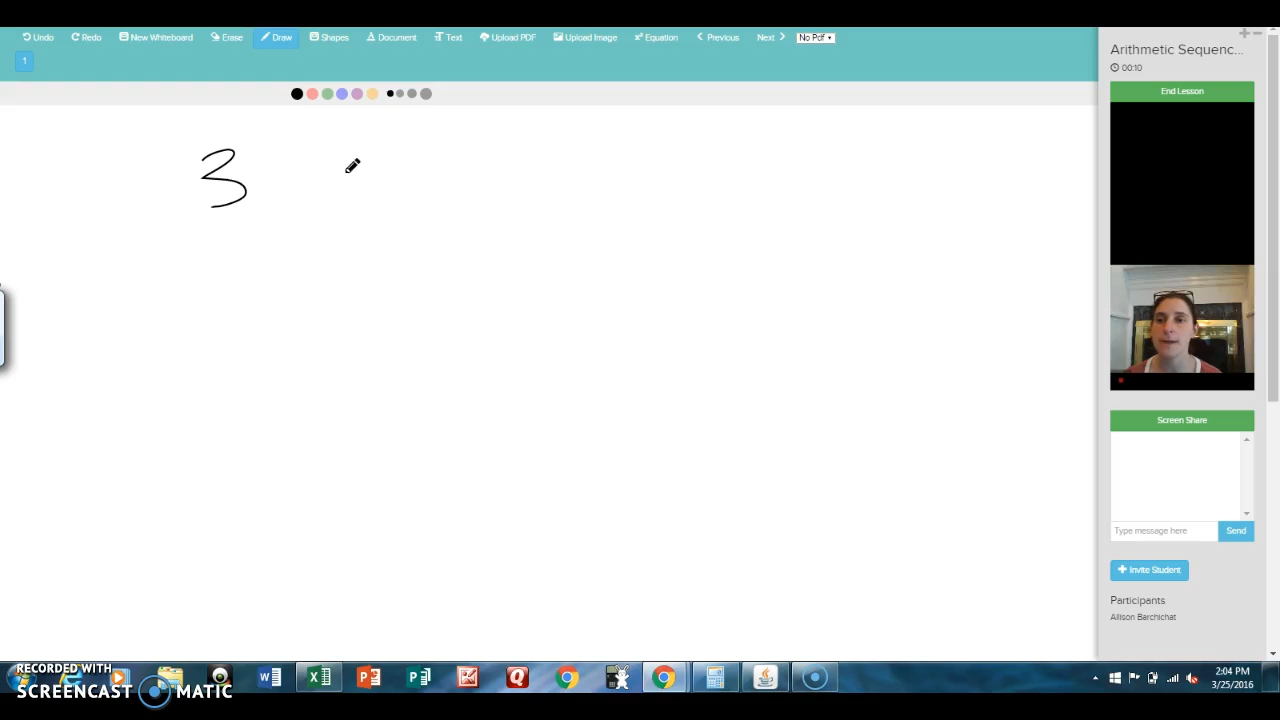 Undo Redo New Whiteboard Erase Draw Shapes Document Text Upload PDF Upload Image x² Equation Previous Next No Pdf
1
Arithmetic Sequenc...
00:10
End Lesson
3
Screen Share
Type message here Send
Invite Student
Participants
Allison Barchichat
RECORDED WITH
SCREENCAST MATIC
2:04 PM
3/25/2016